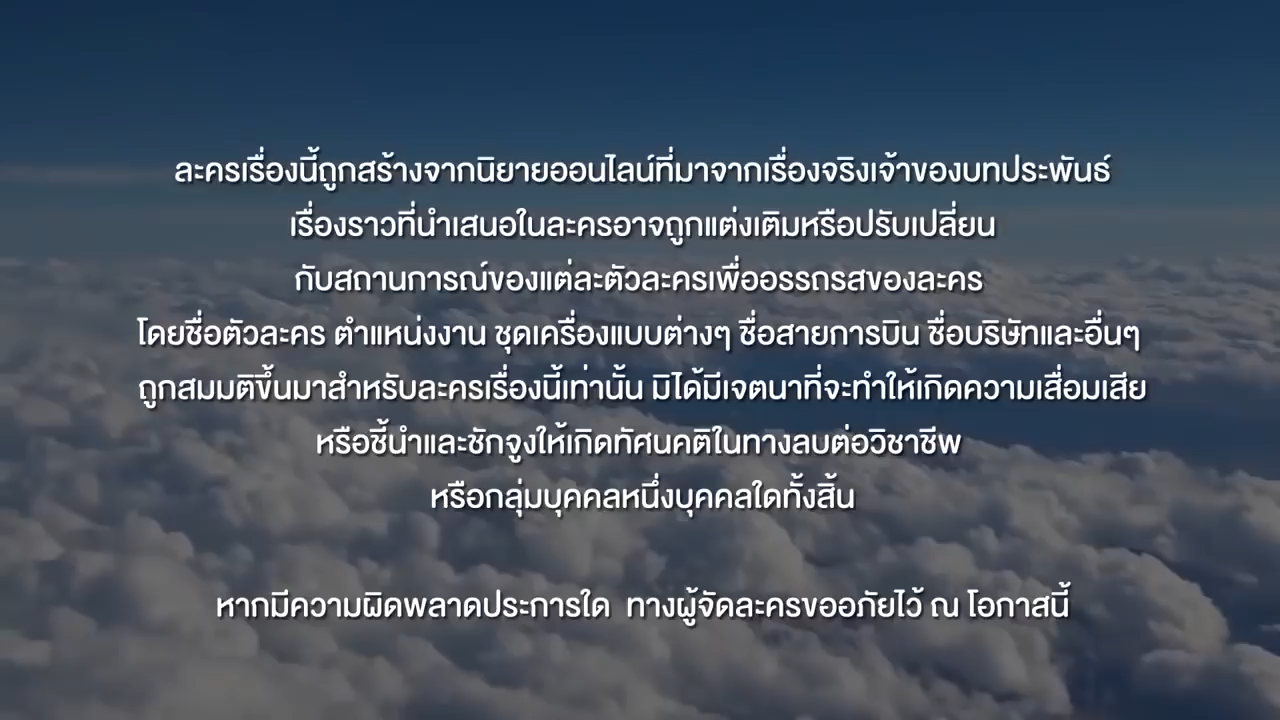 ละครเรื่องนี้ถูกสร้างจากนิยายออนไลน์ที่มาจากเรื่องจริงเจ้าของบทประพันธ์
เรื่องราวที่นำเสนอในละครอาจถูกแต่งเติมหรือปรับเปลี่ยน
กับสถานการณ์ของแต่ละตัวละครเพื่ออรรถรสของละคร
โดยชื่อตัวละคร ตำแหน่งงาน ชุดเครื่องแบบต่างๆ ชื่อสายการบิน ชื่อบริษัทและอื่นๆ
ถูกสมมติขึ้นมาสำหรับละครเรื่องนี้เท่านั้น มิได้มีเจตนาที่จะทำให้เกิดความเสื่อมเสีย
หรือชี้นำและชักจูงให้เกิดทัศนคติในทางลบต่อวิชาชีพ
หรือกลุ่มบุคคลหนึ่งบุคคลใดทั้งสิ้น
หากมีความผิดพลาดประการใด ทางผู้จัดละครขออภัยไว้ ณ โอกาสนี้